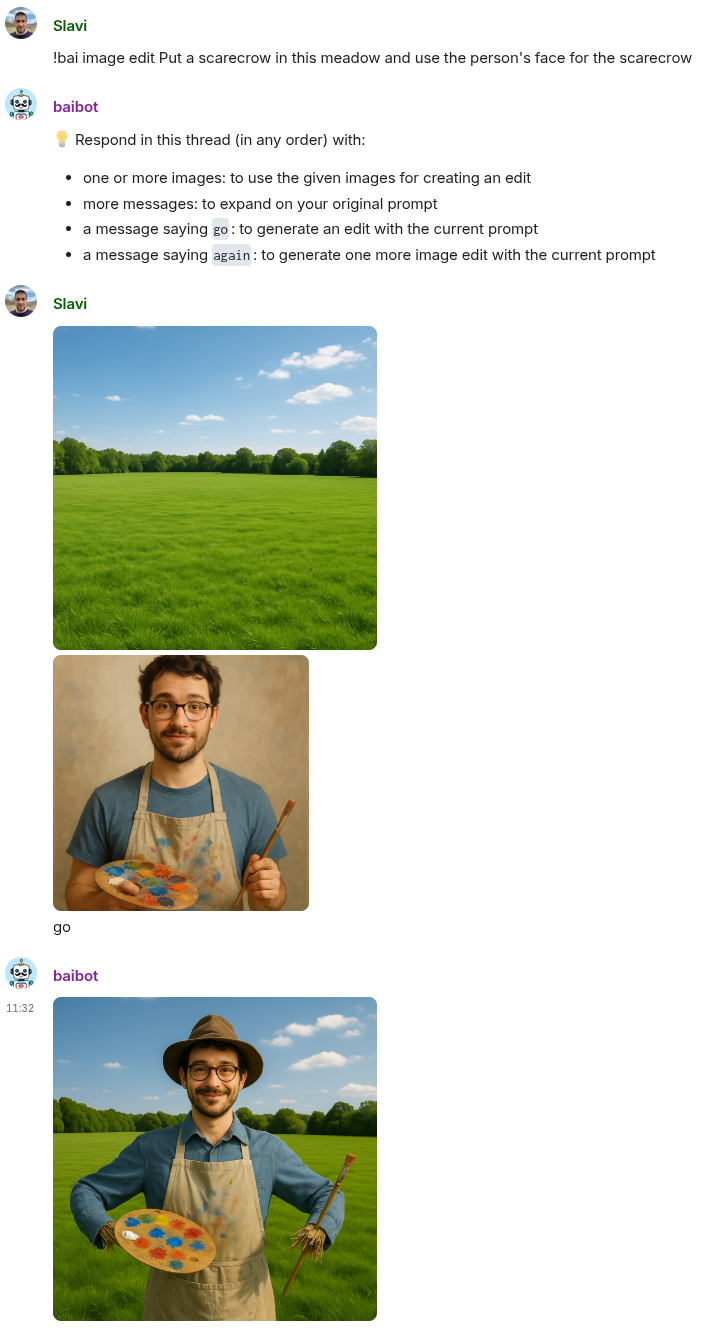 Slavi
!bai image edit Put a scarecrow in this meadow and use the person's face for the scarecrow
baibot
💡 Respond in this thread (in any order) with:
• one or more images: to use the given images for creating an edit
• more messages: to expand on your original prompt
• a message saying go: to generate an edit with the current prompt
• a message saying again: to generate one more image edit with the current prompt
Slavi
go
baibot
11:32